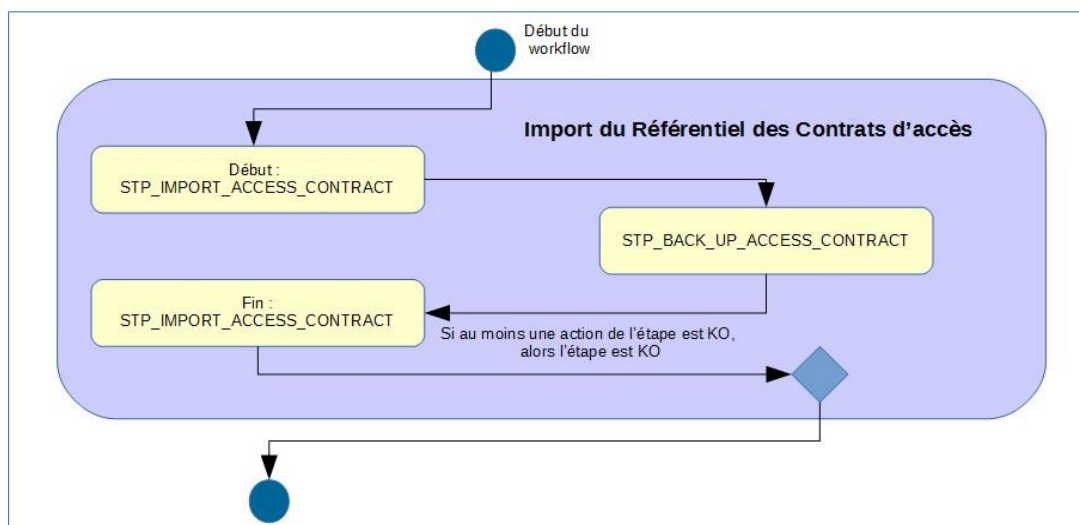 Début du
workflow
Import du Référentiel des Contrats d’accès
Début :
STP_IMPORT_ACCESS_CONTRACT
STP_BACK_UP_ACCESS_CONTRACT
Fin :
STP_IMPORT_ACCESS_CONTRACT
Si au moins une action de l’étape est KO,
alors l’étape est KO